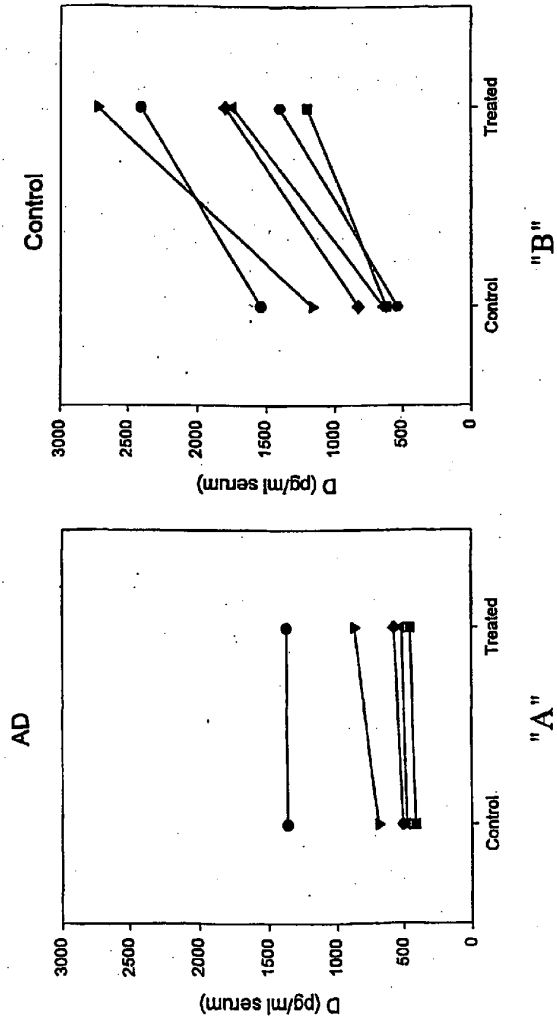 AD
D (pg/ml serum)
3000
2500
2000
1500
1000
500
0
Control
Treated
"A"
Control
D (pg/ml serum)
3000
2500
2000
1500
1000
500
0
Control
Treated
"B"